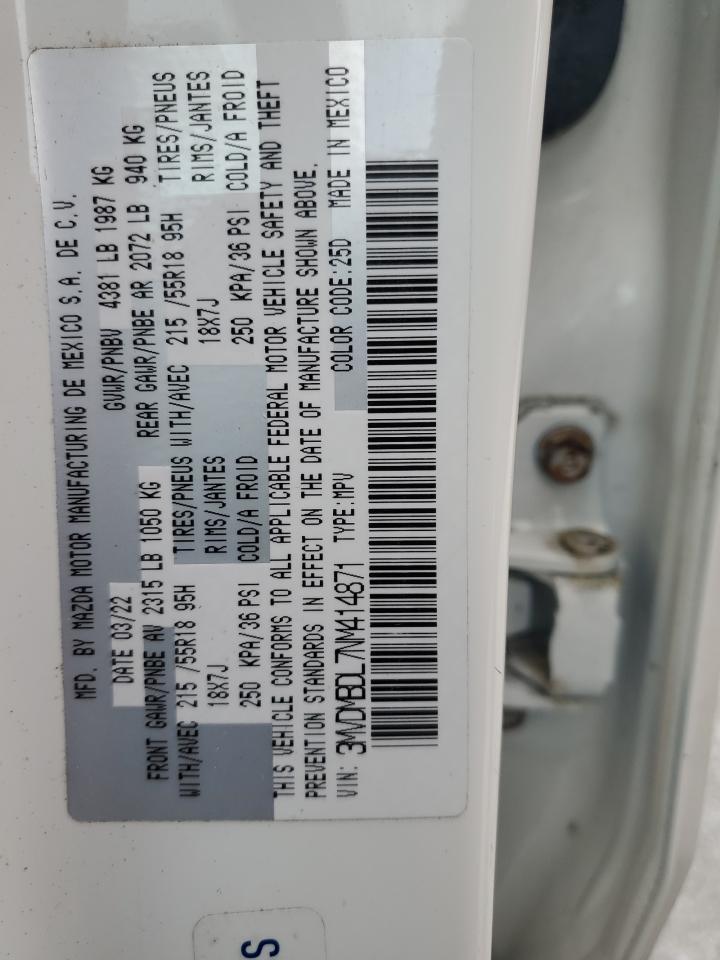 MFD. BY MAZDA MOTOR MANUFACTURING DE MEXICO S.A. DE C.V.
DATE 03/22 GVWR/PNBV 4381 LB 1987 KG
FRONT GAWR/PNBE AV 2315 LB 1050 KG REAR GAWR/PNBE AR 2072 LB 940 KG
WITH/AVEC 215 /55R18 95H TIRES/PNEUS WITH/AVEC 215 /55R18 95H TIRES/PNEUS
18X7J RIMS/JANTES 18X7J RIMS/JANTES
250 KPA/36 PSI COLD/A FROID 250 KPA/36 PSI COLD/A FROID
THIS VEHICLE CONFORMS TO ALL APPLICABLE FEDERAL MOTOR VEHICLE SAFETY AND THEFT
PREVENTION STANDARDS IN EFFECT ON THE DATE OF MANUFACTURE SHOWN ABOVE.
VIN: 3MVDMBDL7NM414871 TYPE:MPV COLOR CODE:25D MADE IN MEXICO
S